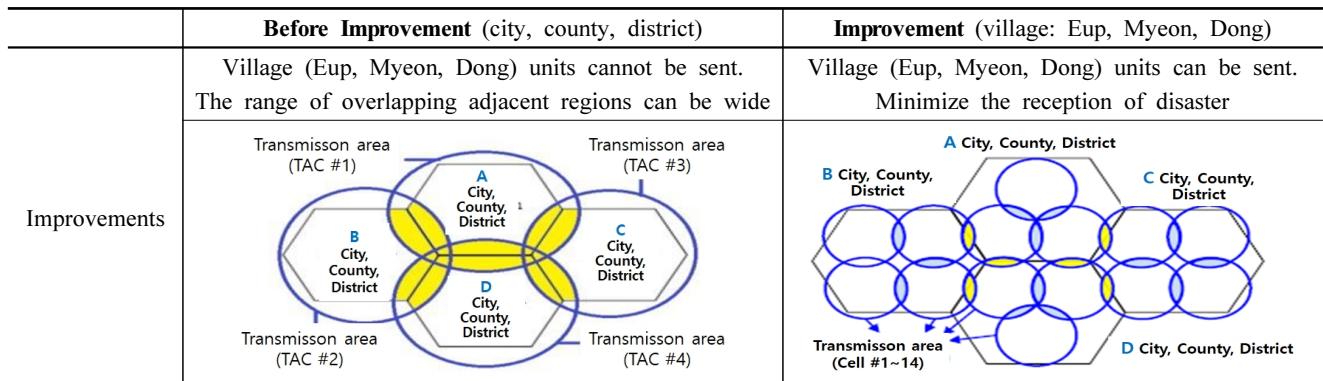 Before Improvement (city, county, district)
Improvement (village: Eup, Myeon, Dong)
Improvements
Village (Eup, Myeon, Dong) units cannot be sent.
The range of overlapping adjacent regions can be wide
Transmisson area
(TAC #1)
Transmisson area
(TAC #3)
A
City,
County,
District
1
B
City,
County,
District
C
City,
County,
District
D
City,
County,
District
Transmisson area
(TAC #2)
Transmisson area
(TAC #4)
Village (Eup, Myeon, Dong) units can be sent.
Minimize the reception of disaster
A City, County, District
B City, County,
District
C City, County,
District
Transmisson area
(Cell #1~14)
D City, County, District